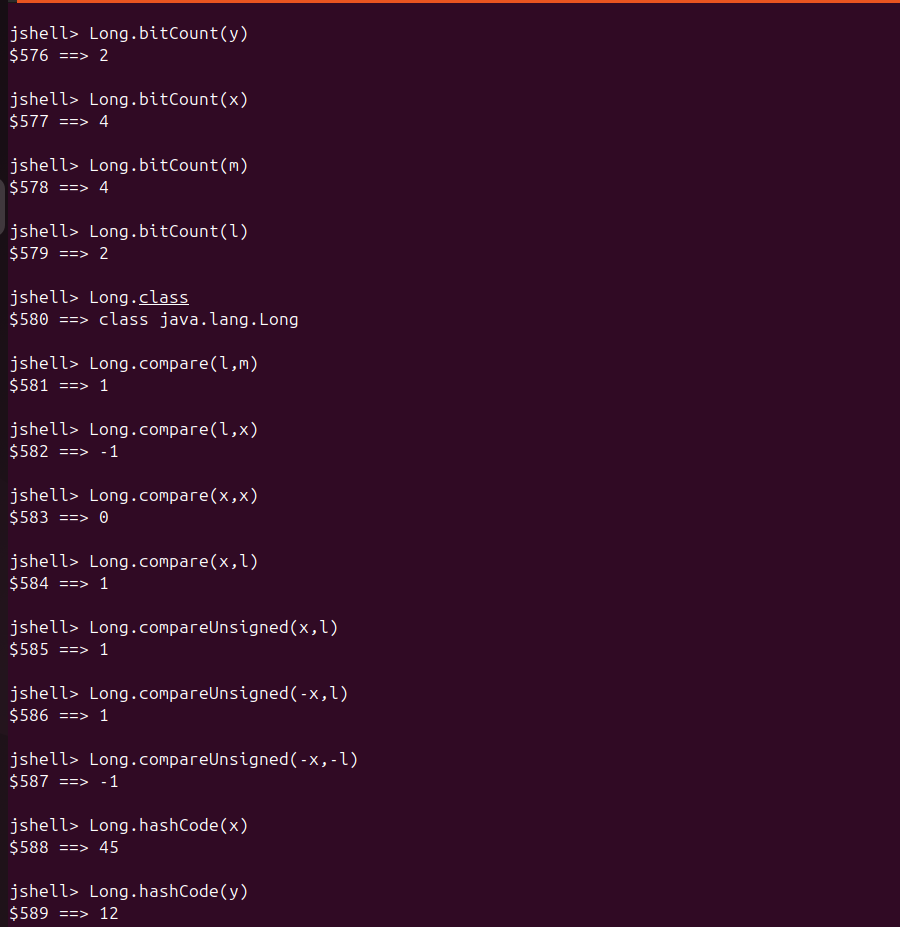 jshell> Long.bitCount(y)
$576 ==> 2
jshell> Long.bitCount(x)
$577 ==> 4
jshell> Long.bitCount(m)
$578 ==> 4
jshell> Long.bitCount(l)
$579 ==> 2
jshell> Long.class
$580 ==> class java.lang.Long
jshell> Long.compare(l,m)
$581 ==> 1
jshell> Long.compare(l,x)
$582 ==> -1
jshell> Long.compare(x,x)
$583 ==> 0
jshell> Long.compare(x,l)
$584 ==> 1
jshell> Long.compareUnsigned(x,l)
$585 ==> 1
jshell> Long.compareUnsigned(-x,l)
$586 ==> 1
jshell> Long.compareUnsigned(-x,-l)
$587 ==> -1
jshell> Long.hashCode(x)
$588 ==> 45
jshell> Long.hashCode(y)
$589 ==> 12